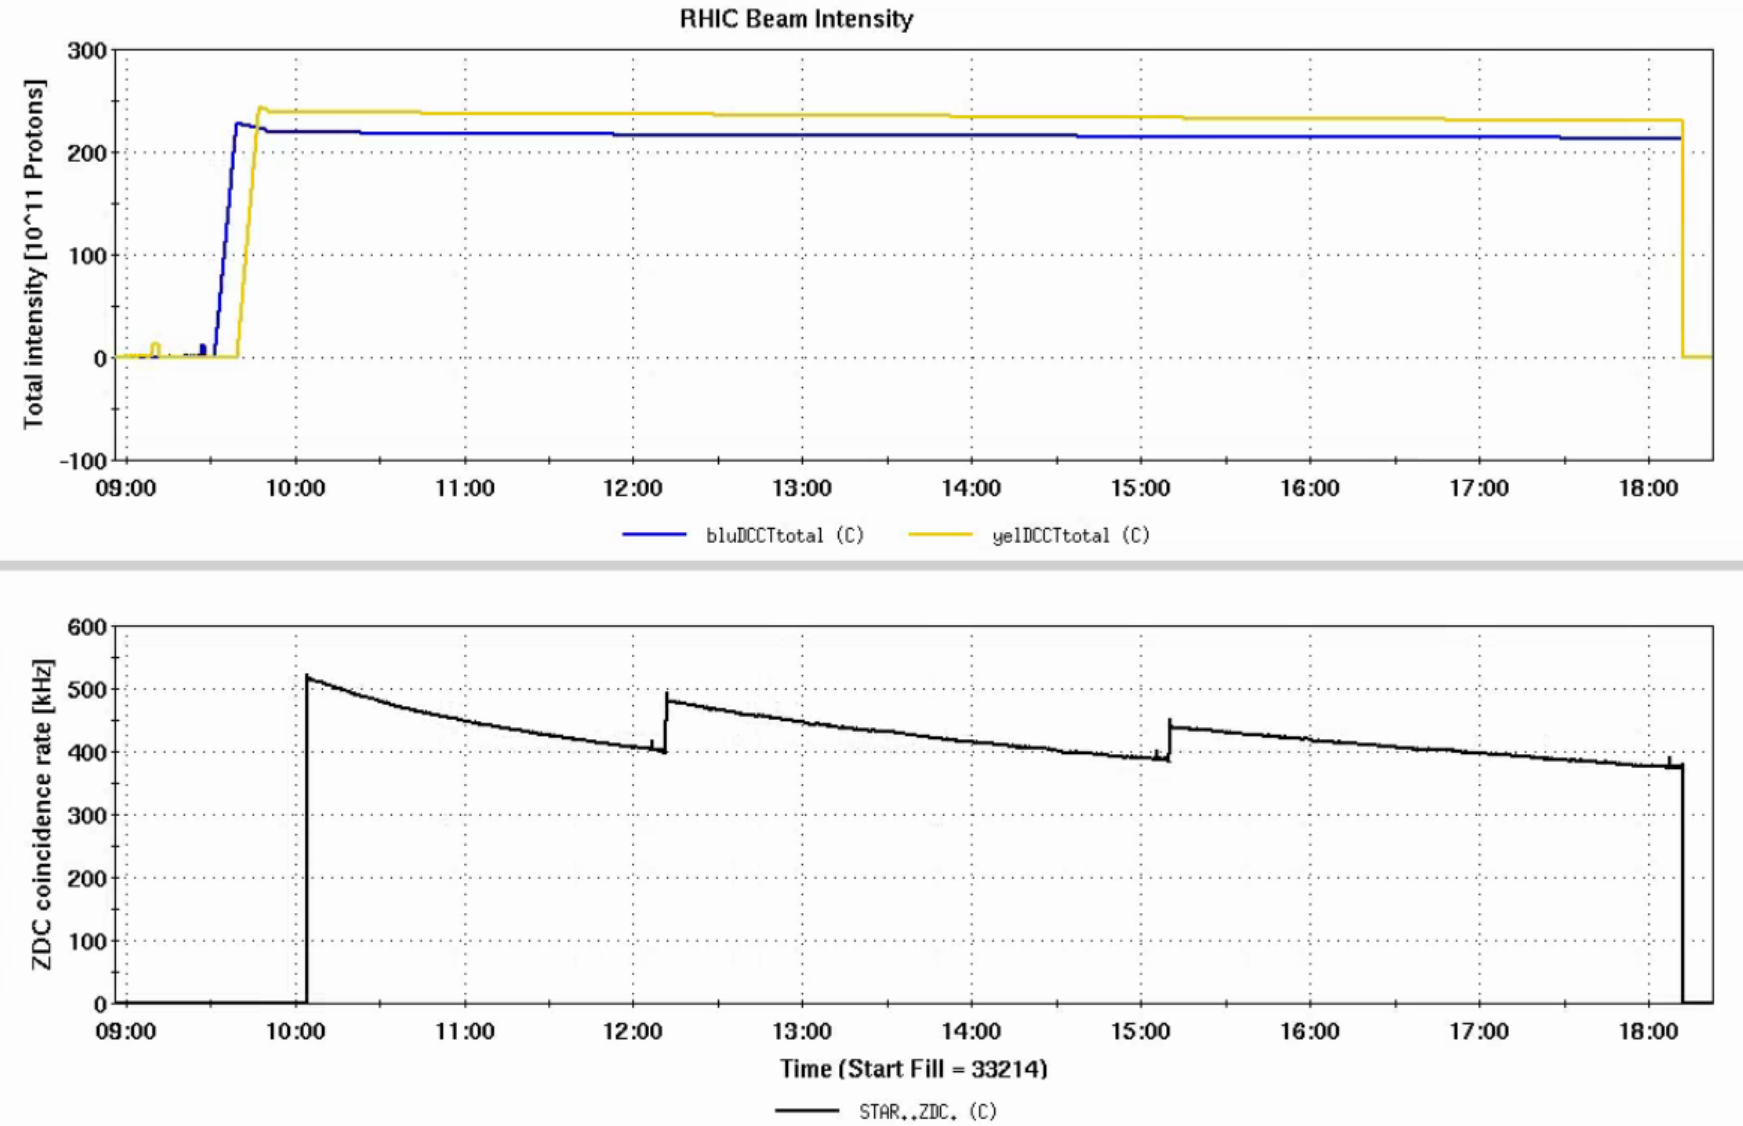 RHIC Beam Intensity
Total intensity [10^11 Protons]
300
200
100
0
-100
09:00 10:00 11:00 12:00 13:00 14:00 15:00 16:00 17:00 18:00
bluDCCTtotal (C) yelDCCTtotal (C)
ZDC coincidence rate [kHz]
600
500
400
300
200
100
0
09:00 10:00 11:00 12:00 13:00 14:00 15:00 16:00 17:00 18:00
Time (Start Fill = 33214)
STAR..ZDC. (C)